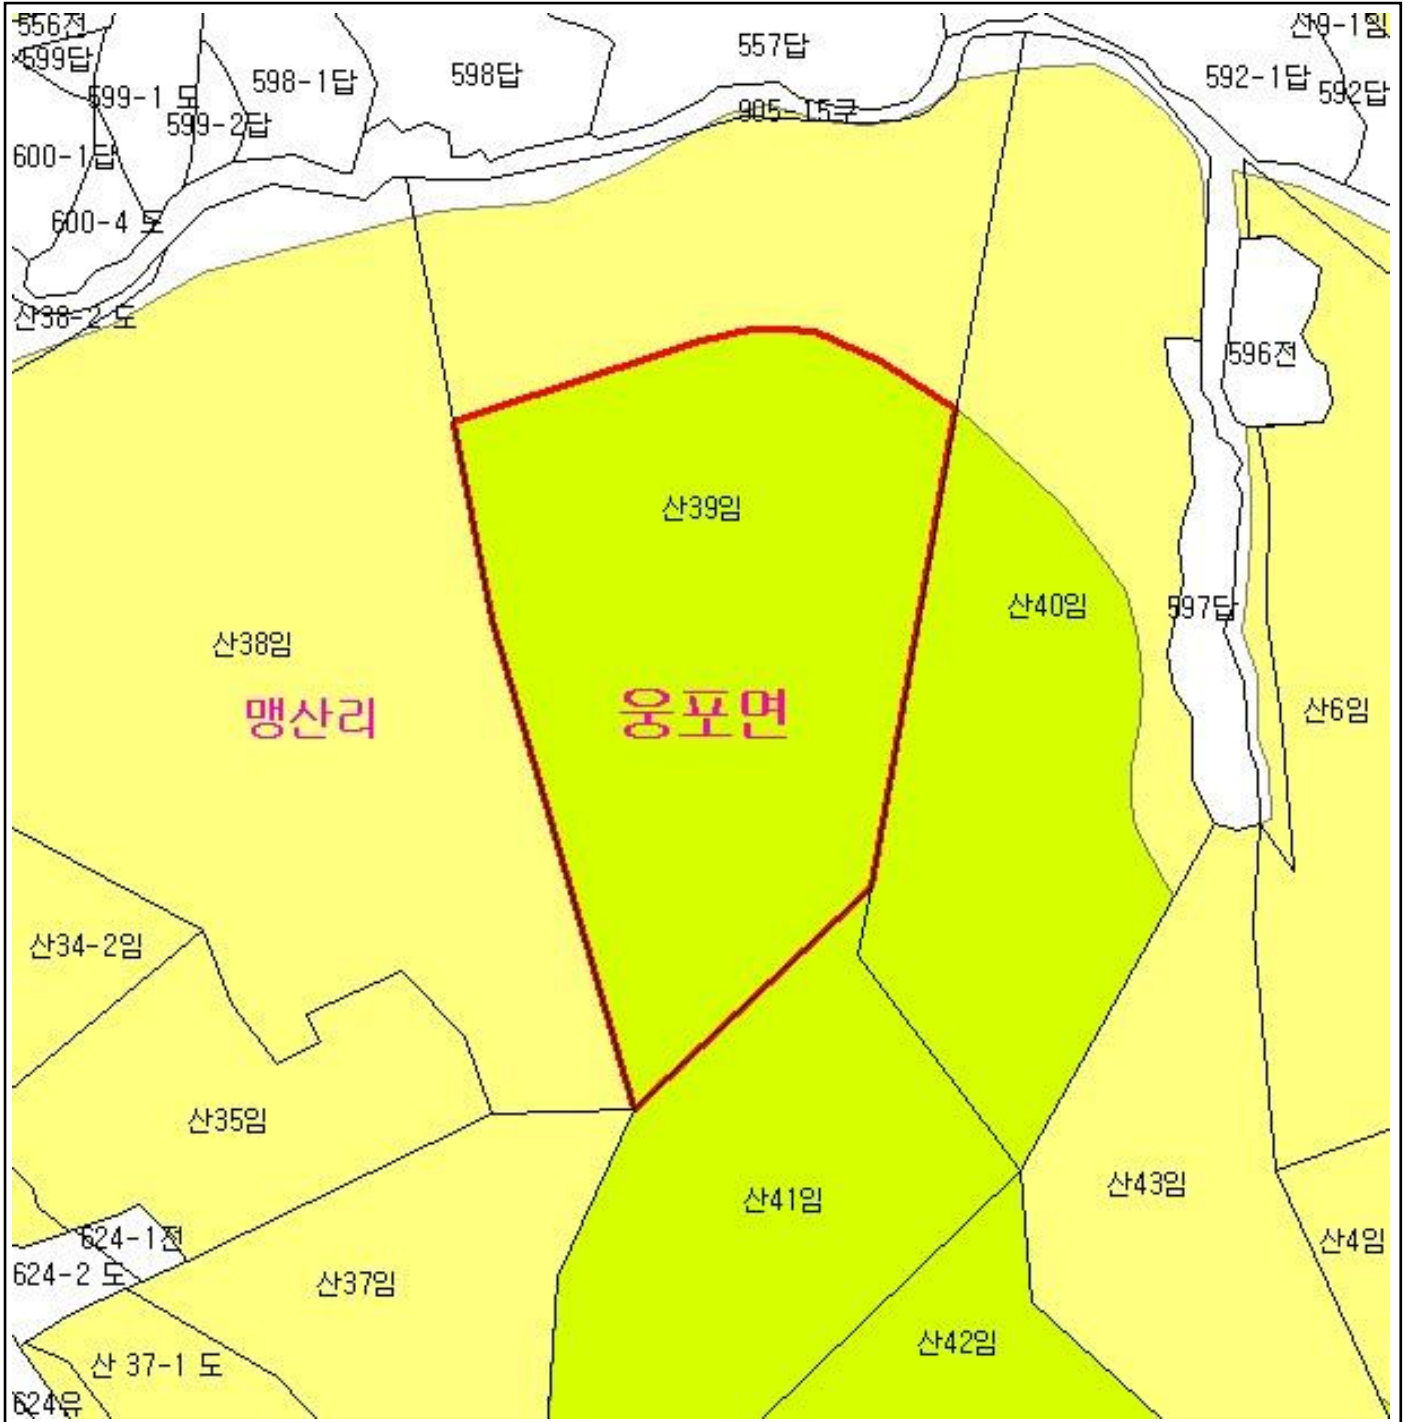 556전
599답
599-1 도
599-2답
598-1답
598답
557답
905-15구
산9-1임
592-1답
592답
600-1답
600-4 도
산38-2 도
596전
산39임
산40임
597답
산38임
맹산리
웅포면
산6임
산34-2임
산35임
산41임
산43임
624-1전
산4임
624-2 도
산37임
산42임
산 37-1 도
624유